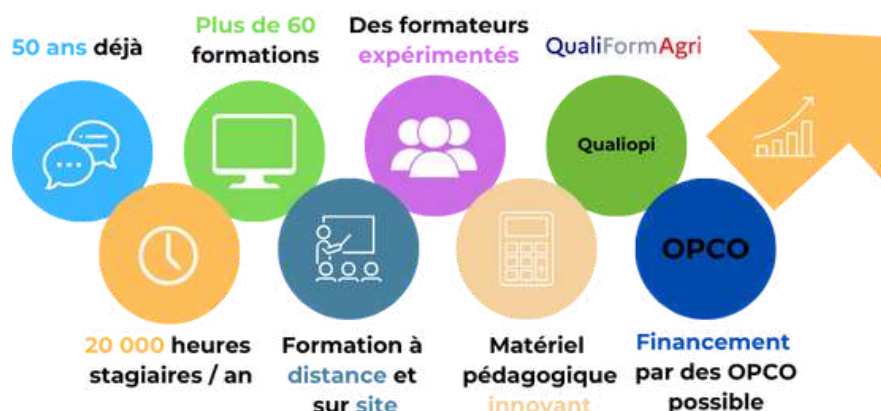 50 ans déjà
Plus de 60
formations
Des formateurs
expérimentés
QualiFormAgri
Qualiopi
OPCO
20 000 heures
stagiaires / an
Formation à
distance et
sur site
Matériel
pédagogique
innovant
Financement
par des OPCO
possible